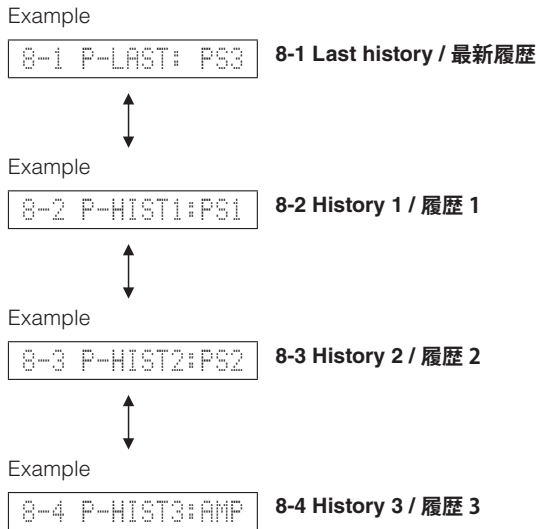 Example
8-1 P-LAST: PS3 8-1 Last history / 最新履歴
Example
8-2 P-HIST1:PS1 8-2 History 1 / 履歴 1
Example
8-3 P-HIST2:PS2 8-3 History 2 / 履歴 2
Example
8-4 P-HIST3:AMP 8-4 History 3 / 履歴 3